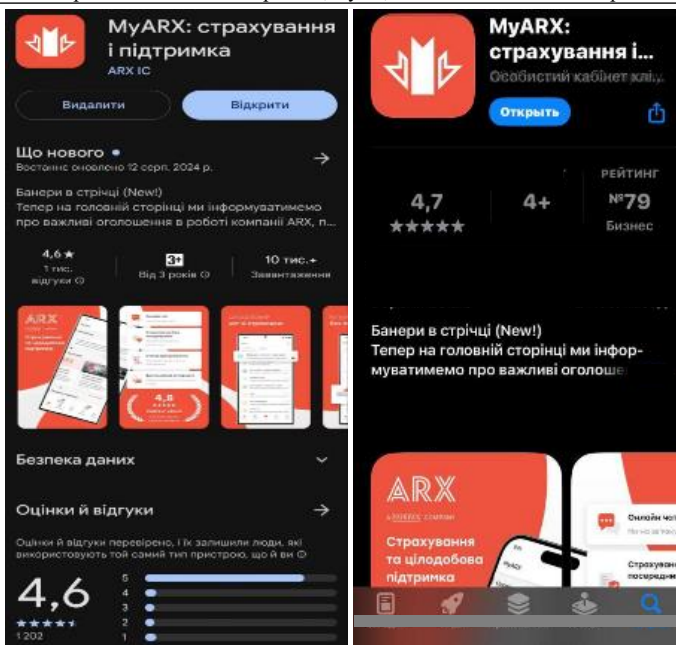 MyARX: страхування
і підтримка
ARX IC
Видалити
Відкрити
Що нового
Востаннє оновлено 12 серп. 2024 р.
Банери в стрічці (New!)
Тепер на головній сторінці ми інформуватимемо
про важливі оголошення в роботі компанії ARX, п...
4,6★
1 тис.
відгуки
3+
Від 3 років
10 тис.+
Завантаження
ARX
4,8
Безпека даних
Оцінки й відгуки
Оцінки й відгуки перевірено, і їх залишили люди, які
використовують той самий тип пристрою, що й ви
4,6
1 202
5
4
3
2
1
MyARX:
страхування і...
Особистий кабінет клі...
Открыть
4,7
4+
РЕЙТИНГ
№79
Бизнес
Банери в стрічці (New!)
Тепер на головній сторінці ми інфор-
муватимемо про важливі оголоше
ARX
Страхування
та цілодобова
підтримка
MyARX
Онлайн чат
Страхуван
посередни